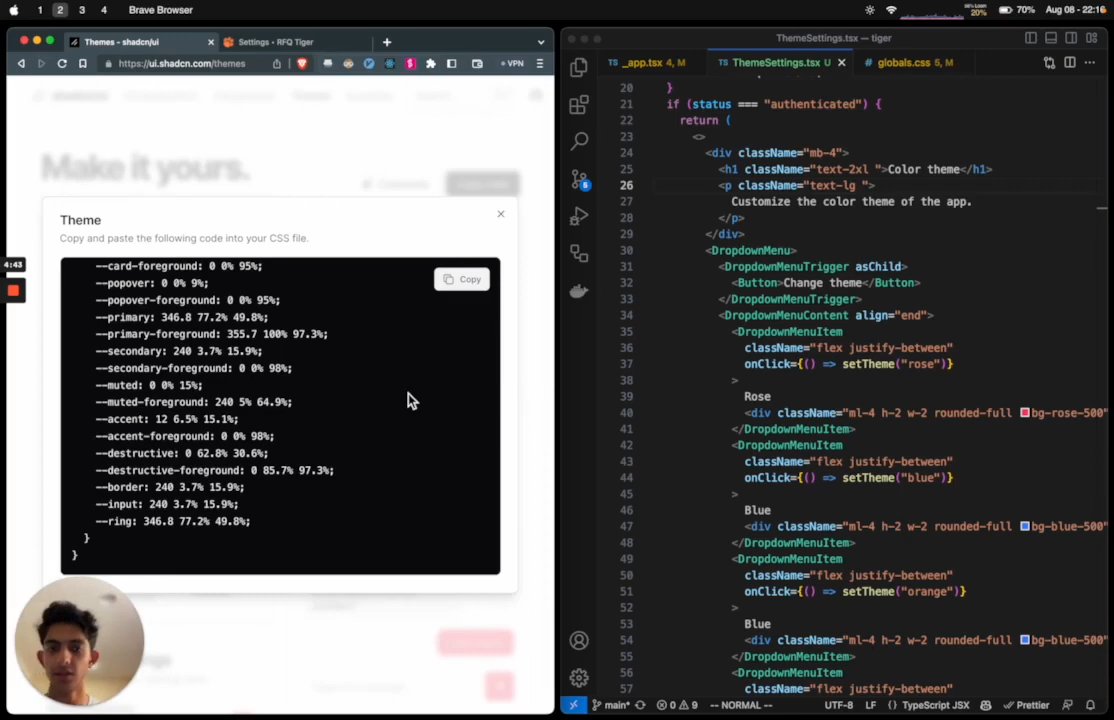 1 2 3 4 Brave Browser
20%
70% Aug 08 - 22:16
Themes - shadcn/ui
Settings - RFQ Tiger
https://ui.shadcn.com/themes
VPN
Make it yours.
Theme
Copy and paste the following code into your CSS file.
Copy
--card-foreground: 0 0% 95%;
--popover: 0 0% 9%;
--popover-foreground: 0 0% 95%;
--primary: 346.8 77.2% 49.8%;
--primary-foreground: 355.7 100% 97.3%;
--secondary: 240 3.7% 15.9%;
--secondary-foreground: 0 0% 98%;
--muted: 0 0% 15%;
--muted-foreground: 240 5% 64.9%;
--accent: 12 6.5% 15.1%;
--accent-foreground: 0 0% 98%;
--destructive: 0 62.8% 30.6%;
--destructive-foreground: 0 85.7% 97.3%;
--border: 240 3.7% 15.9%;
--input: 240 3.7% 15.9%;
--ring: 346.8 77.2% 49.8%;
}
}
4:43
ThemeSettings.tsx — tiger
_app.tsx 4, M
ThemeSettings.tsx U
globals.css 5, M
5
20 }
21 if (status === "authenticated") {
22 return (
23 <>
24 <div className="mb-4">
25 <h1 className="text-2xl ">Color theme</h1>
26 <p className="text-lg ">
27 Customize the color theme of the app.
28 </p>
29 </div>
30 <DropdownMenu>
31 <DropdownMenuTrigger asChild>
32 <Button>Change theme</Button>
33 </DropdownMenuTrigger>
34 <DropdownMenuContent align="end">
35 <DropdownMenuItem
36 className="flex justify-between"
37 onClick={() => setTheme("rose")}
38 >
39 Rose
40 <div className="ml-4 h-2 w-2 rounded-full bg-rose-500"
41 </DropdownMenuItem>
42 <DropdownMenuItem
43 className="flex justify-between"
44 onClick={() => setTheme("blue")}
45 >
46 Blue
47 <div className="ml-4 h-2 w-2 rounded-full bg-blue-500"
48 </DropdownMenuItem>
49 <DropdownMenuItem
50 className="flex justify-between"
51 onClick={() => setTheme("orange")}
52 >
53 Blue
54 <div className="ml-4 h-2 w-2 rounded-full bg-blue-500"
55 </DropdownMenuItem>
56 <DropdownMenuItem
57 className="flex justify-between"
main* 0 9 -- NORMAL -- UTF-8 LF {} TypeScript JSX Prettier